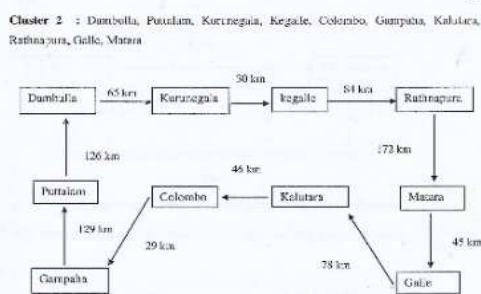 Cluster 2 : Dambulla, Puttalam, Kurunegala, Kegalle, Colombo, Gampaha, Kalutara,
Rathnapura, Galle, Matara
30 km
65 km
84 km
Dambulla
Kurunegala
kegalle
Rathnapura
126 km
172 km
46 km
Puttalam
Colombo
Kalutara
Matara
129 km
29 km
45 km
78 km
Gampaha
Galle